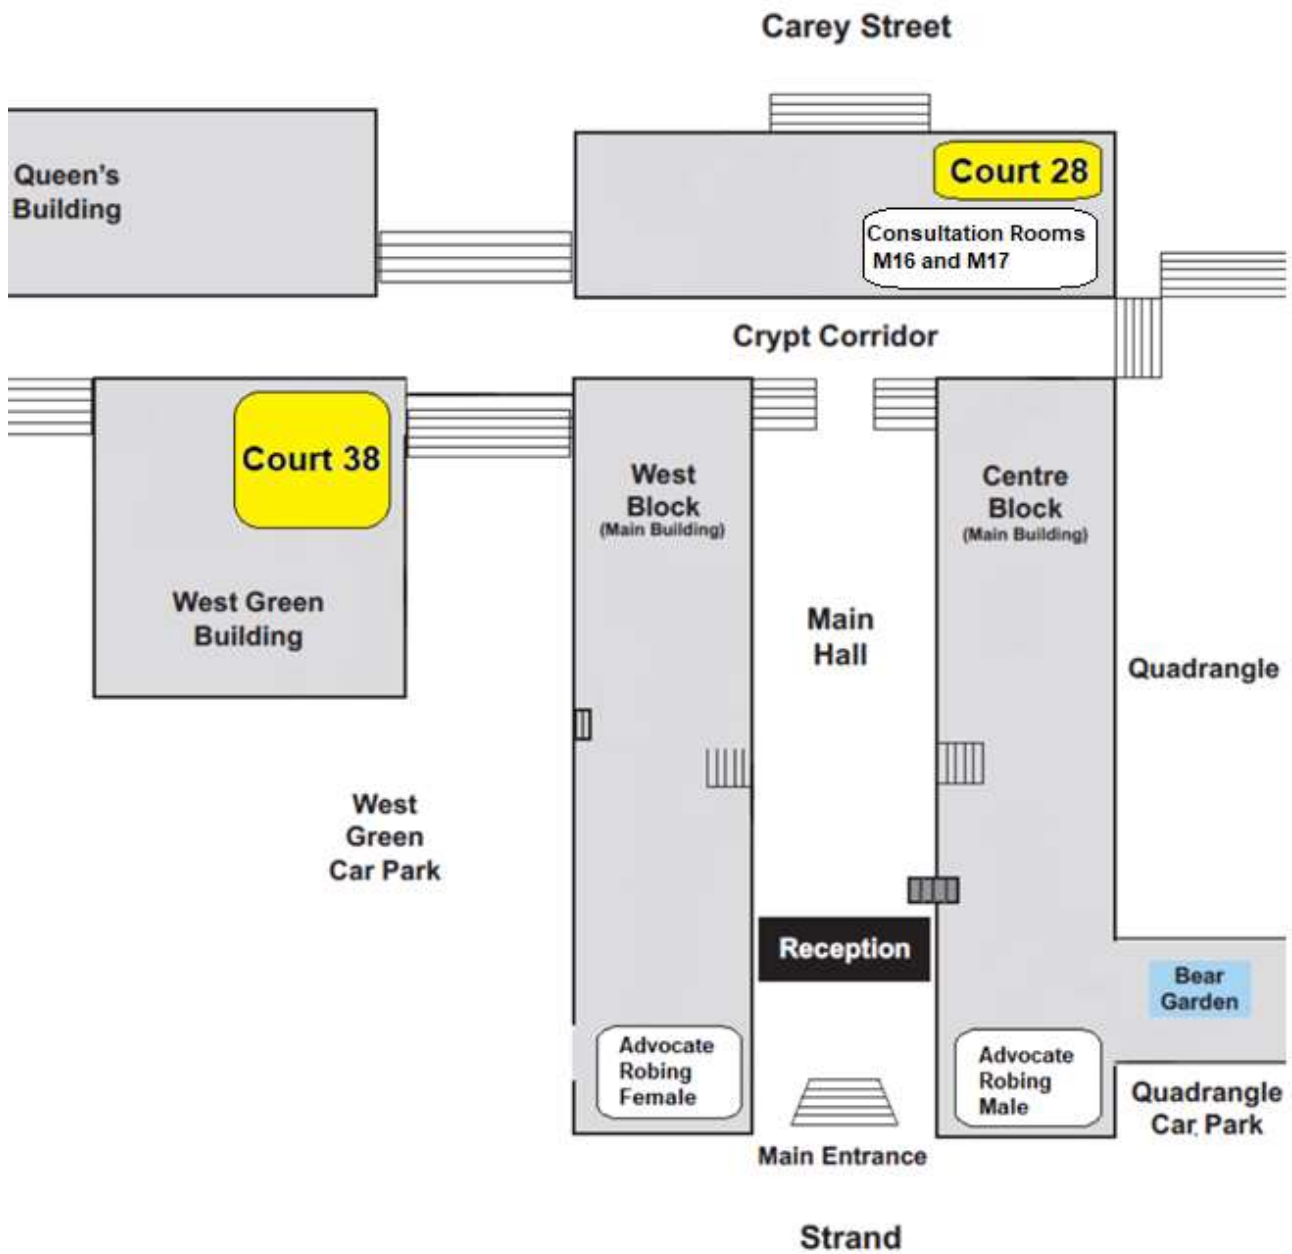 Carey Street
Queen's
Building
Court 28
Consultation Rooms
M16 and M17
Crypt Corridor
Court 38
West
Block
(Main Building)
Centre
Block
(Main Building)
West Green
Building
Main
Hall
Quadrangle
West
Green
Car Park
Reception
Bear
Garden
Advocate
Robing
Female
Advocate
Robing
Male
Quadrangle
Car Park
Main Entrance
Strand